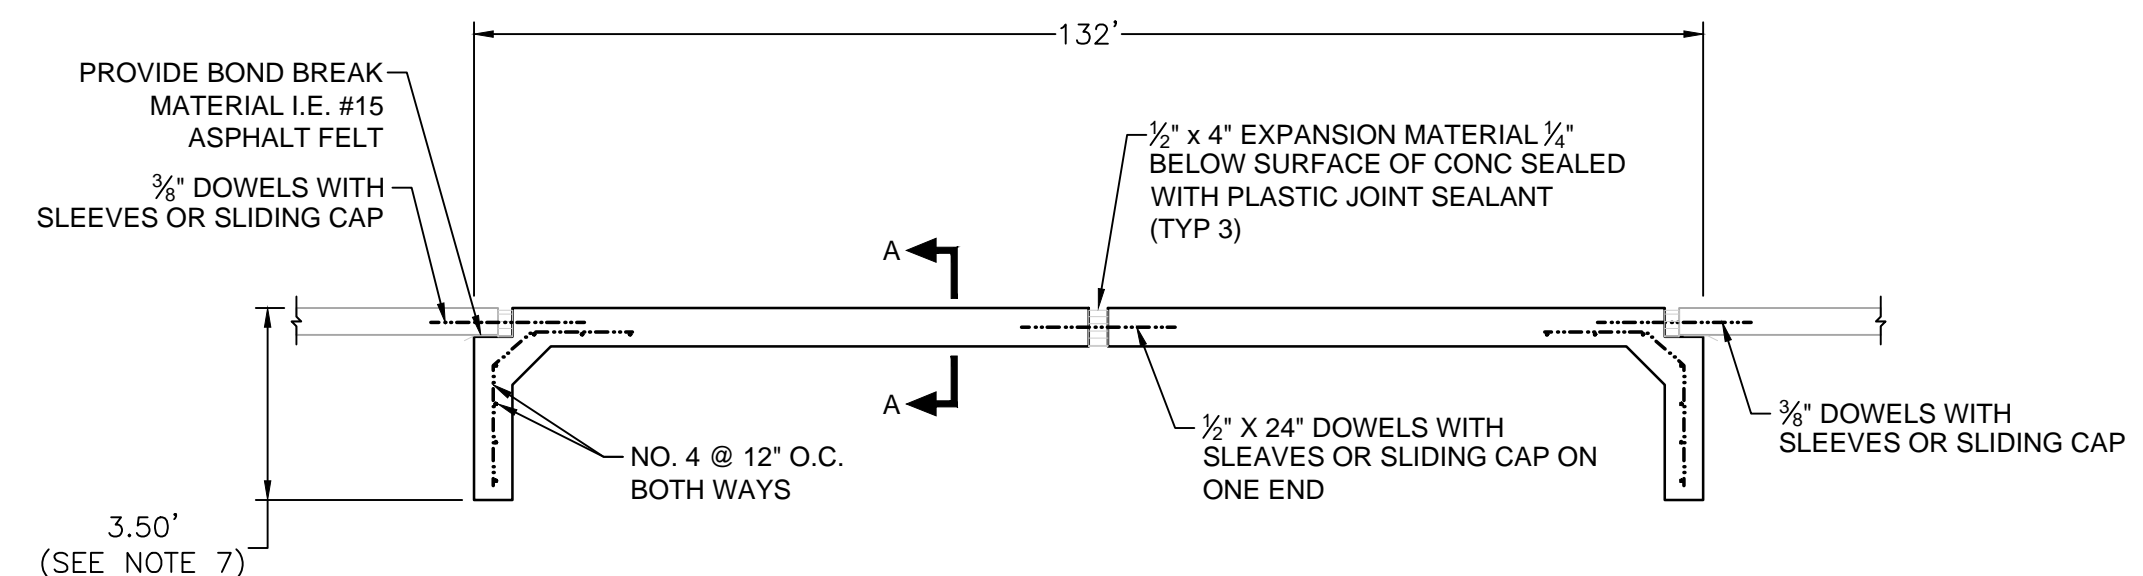 132'
PROVIDE BOND BREAK
MATERIAL I.E. #15
ASPHALT FELT
⅜" DOWELS WITH
SLEEVES OR SLIDING CAP
½" x 4" EXPANSION MATERIAL ¼"
BELOW SURFACE OF CONC SEALED
WITH PLASTIC JOINT SEALANT
(TYP 3)
A
A
NO. 4 @ 12" O.C.
BOTH WAYS
½" X 24" DOWELS WITH
SLEAVES OR SLIDING CAP ON
ONE END
⅜" DOWELS WITH
SLEEVES OR SLIDING CAP
3.50'
(SEE NOTE 7)